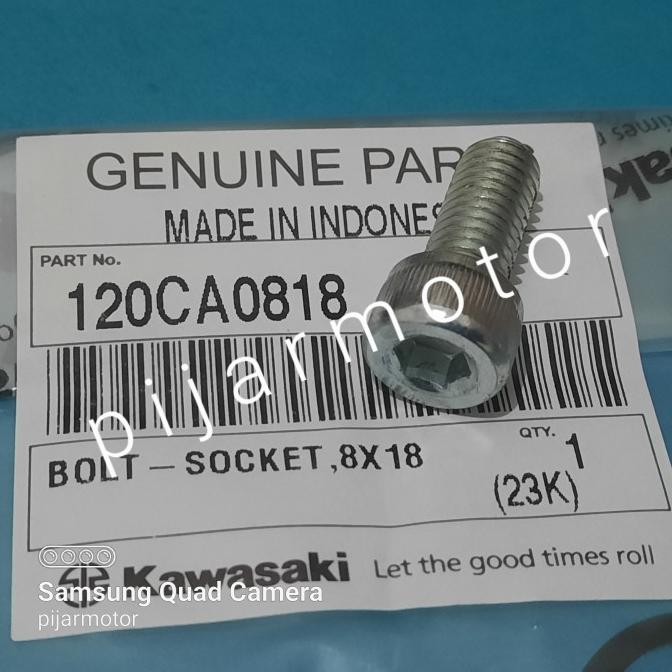 GENUINE PAR
MADE IN INDONES
PART No.
120CA0818
pijarmotor
BOLT - SOCKET,8X18
QTY. 1
(23K)
Kawasaki Let the good times roll
Samsung Quad Camera
pijarmotor